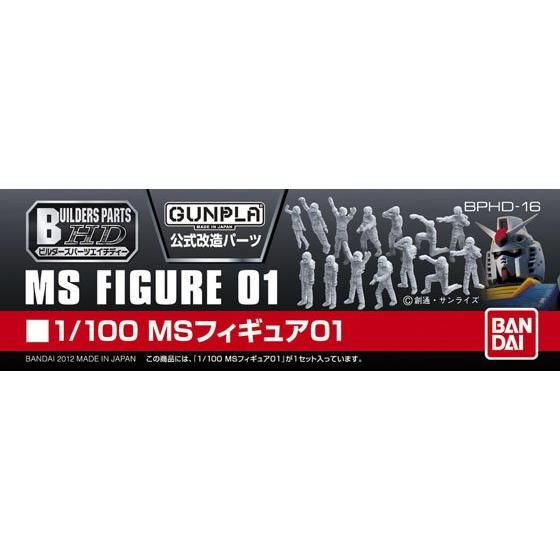 BUILDERS PARTS
HD
ビルダーズパーツエイチディー
GUNPLA
MADE IN JAPAN
公式改造パーツ
BPHD-16
MS FIGURE 01
©創通・サンライズ
■1/100 MSフィギュア01
BAN
DAI
BANDAI 2012 MADE IN JAPAN
この商品には、「1/100 MSフィギュア01」が1セット入っています。